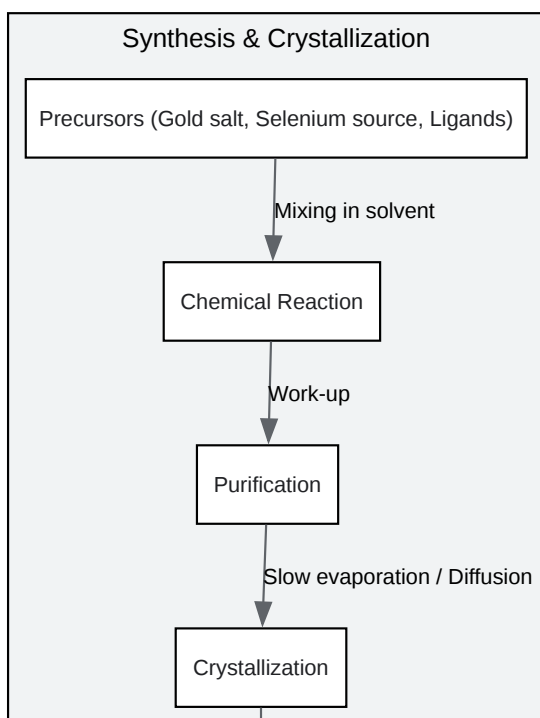 Synthesis & Crystallization
Precursors (Gold salt, Selenium source, Ligands)
Mixing in solvent
Chemical Reaction
Work-up
Purification
Slow evaporation / Diffusion
Crystallization